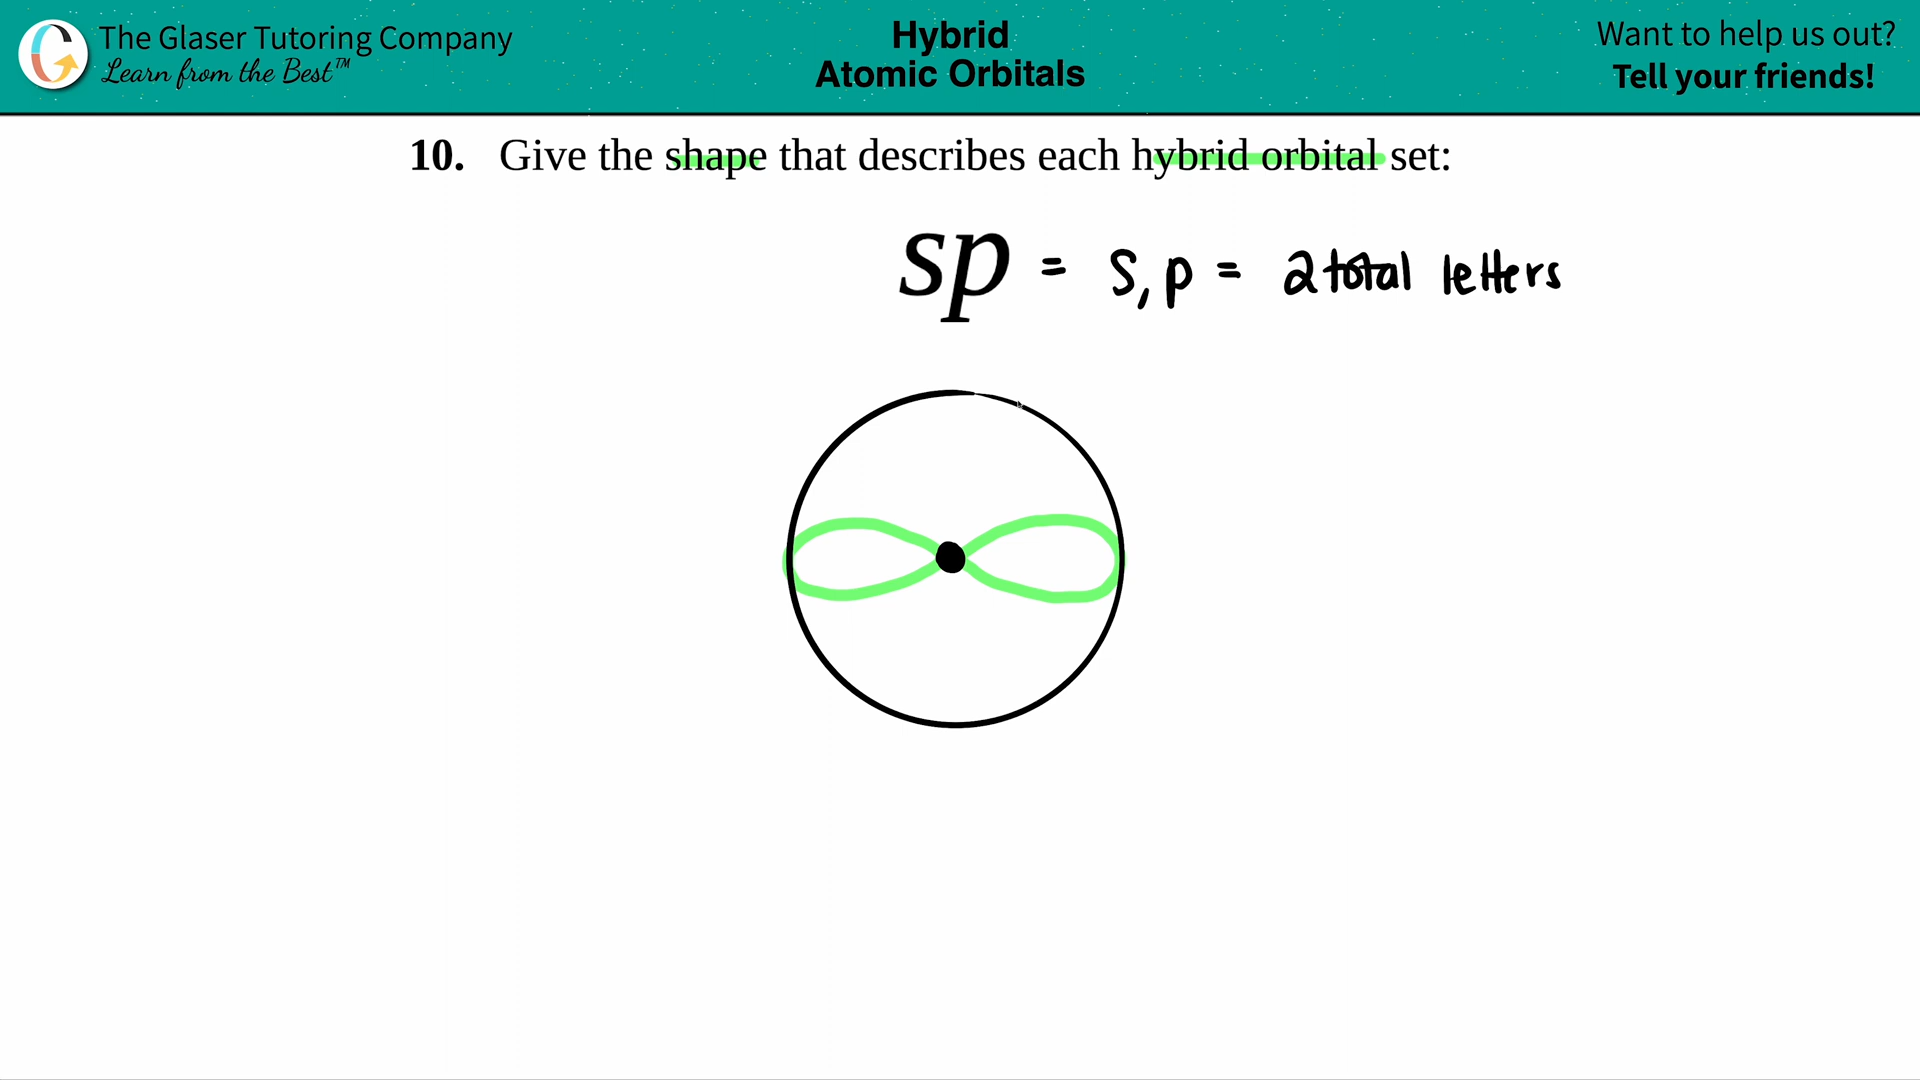 The Glaser Tutoring Company
Learn from the Best™
Hybrid
Atomic Orbitals
Want to help us out?
Tell your friends!
10. Give the shape that describes each hybrid orbital set:
sp = s, p = 2 total letters